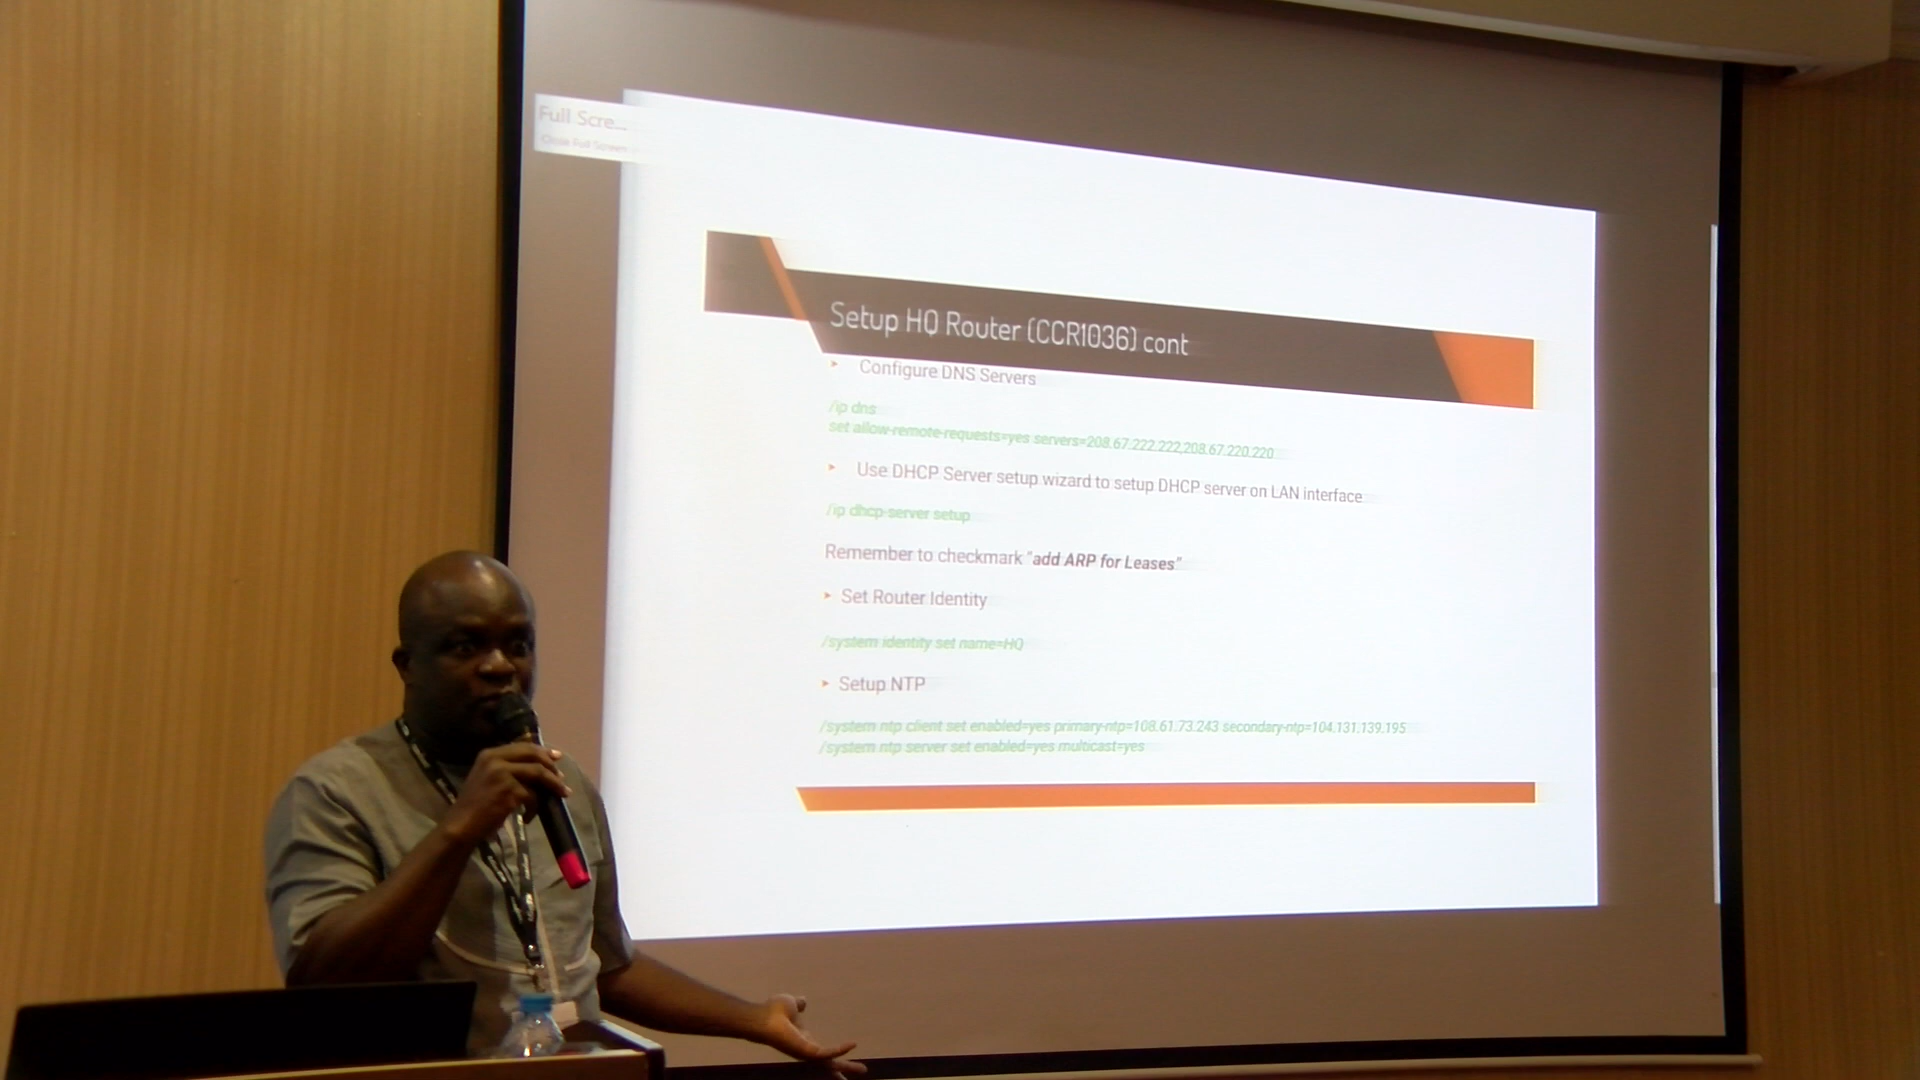 Full Scre...
Close Full Screen
Setup HQ Router (CCR1036) cont
Configure DNS Servers
/ip dns
set allow-remote-requests=yes servers=208.67.222.222,208.67.220.220
Use DHCP Server setup wizard to setup DHCP server on LAN interface
/ip dhcp-server setup
Remember to checkmark "add ARP for Leases"
Set Router Identity
/system identity set name=HQ
Setup NTP
/system ntp client set enabled=yes primary-ntp=108.61.73.243 secondary-ntp=104.131.139.195
/system ntp server set enabled=yes multicast=yes